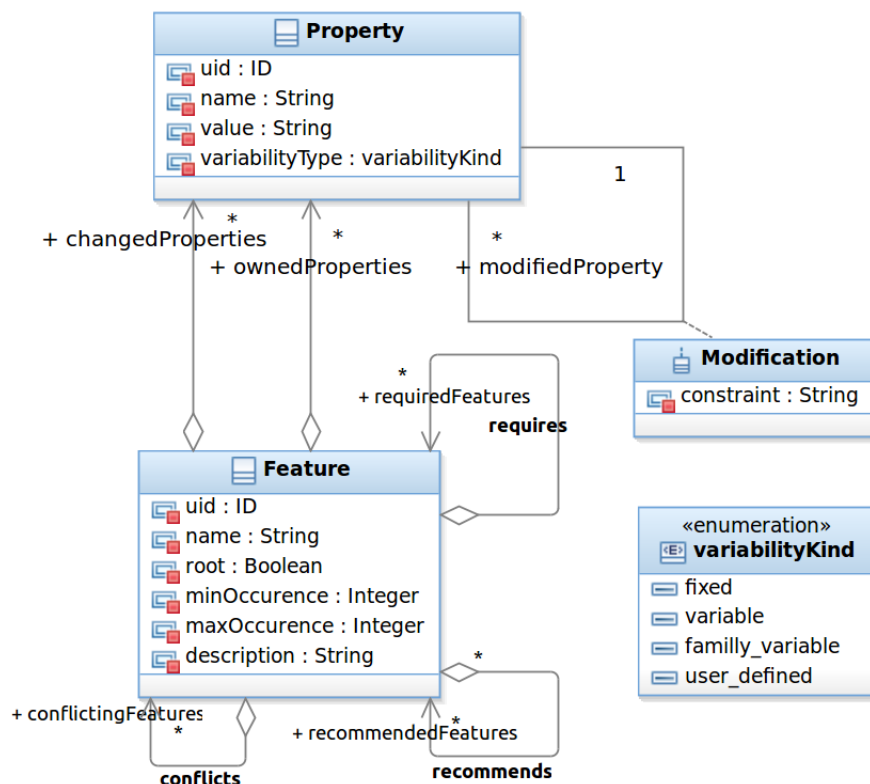 Property
uid : ID
name : String
value : String
variabilityType : variabilityKind
1
*
+ changedProperties
*
+ ownedProperties
*
+ modifiedProperty
Modification
constraint : String
*
+ requiredFeatures
requires
Feature
uid : ID
name : String
root : Boolean
minOccurence : Integer
maxOccurence : Integer
description : String
«enumeration»
<E> variabilityKind
fixed
variable
familly_variable
user_defined
*
+ conflictingFeatures
*
conflicts
*
+ recommendedFeatures
recommends